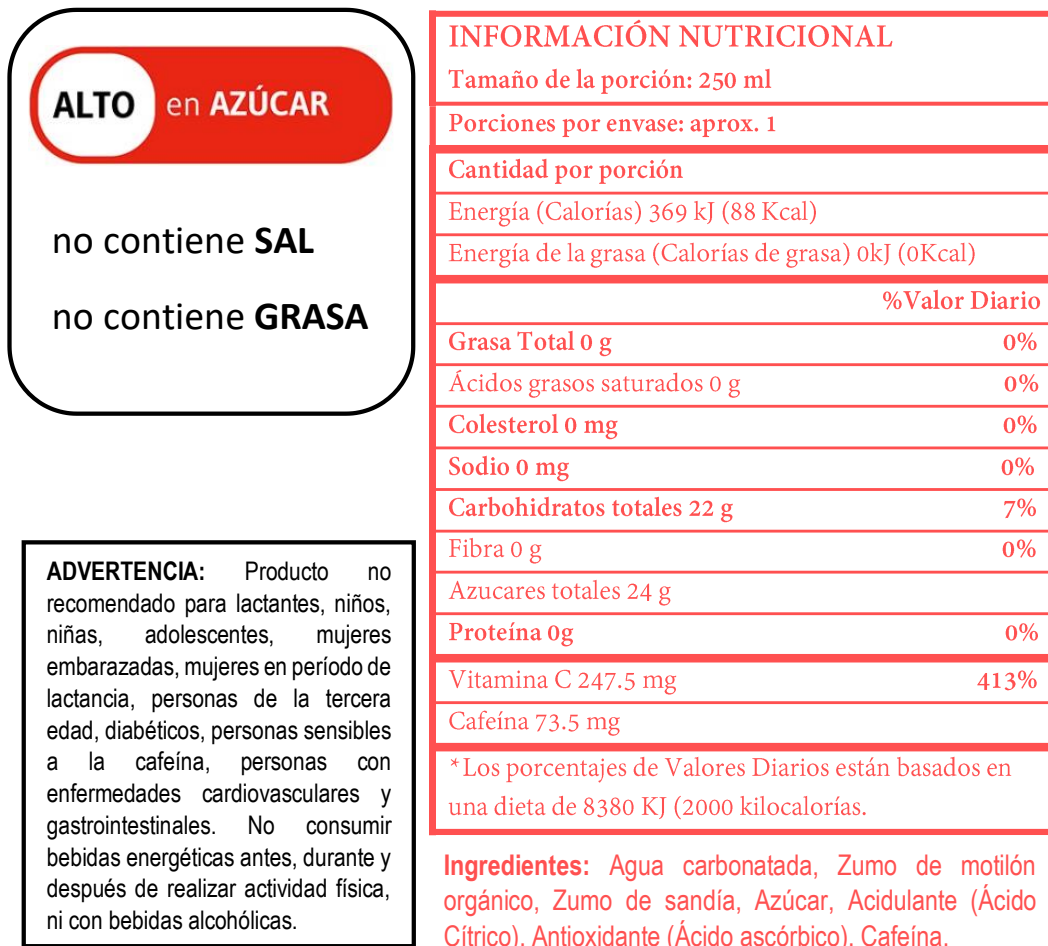 ALTO en AZÚCAR
no contiene SAL
no contiene GRASA
ADVERTENCIA: Producto no
recomendado para lactantes, niños,
niñas, adolescentes, mujeres
embarazadas, mujeres en período de
lactancia, personas de la tercera
edad, diabéticos, personas sensibles
a la cafeína, personas con
enfermedades cardiovasculares y
gastrointestinales. No consumir
bebidas energéticas antes, durante y
después de realizar actividad física,
ni con bebidas alcohólicas.
INFORMACIÓN NUTRICIONAL
Tamaño de la porción: 250 ml
Porciones por envase: aprox. 1
Cantidad por porción
Energía (Calorías) 369 kJ (88 Kcal)
Energía de la grasa (Calorías de grasa) 0kJ (0Kcal)
%Valor Diario
Grasa Total 0 g 0%
Ácidos grasos saturados 0 g 0%
Colesterol 0 mg 0%
Sodio 0 mg 0%
Carbohidratos totales 22 g 7%
Fibra 0 g 0%
Azucares totales 24 g
Proteína 0g 0%
Vitamina C 247.5 mg 413%
Cafeína 73.5 mg
*Los porcentajes de Valores Diarios están basados en
una dieta de 8380 KJ (2000 kilocalorías.
Ingredientes: Agua carbonatada, Zumo de motilón
orgánico, Zumo de sandía, Azúcar, Acidulante (Ácido
Cítrico), Antioxidante (Ácido ascórbico), Cafeína.